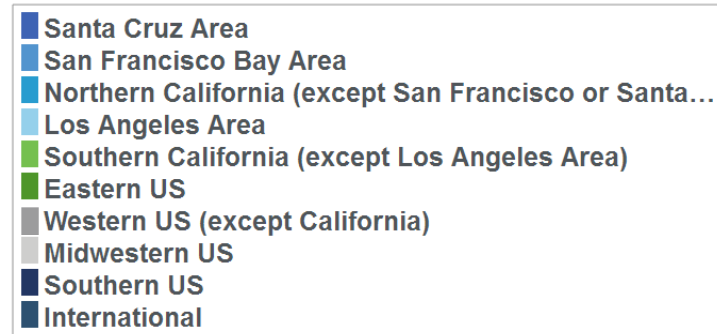 Santa Cruz Area
San Francisco Bay Area
Northern California (except San Francisco or Santa...
Los Angeles Area
Southern California (except Los Angeles Area)
Eastern US
Western US (except California)
Midwestern US
Southern US
International